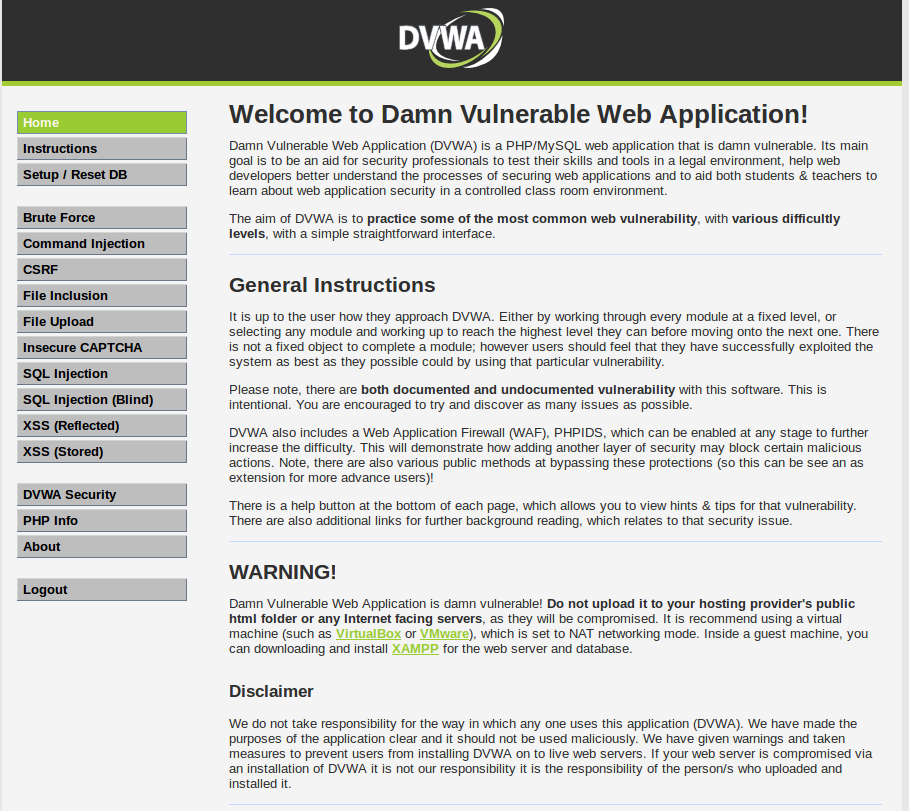 DVWA
Home
Instructions
Setup / Reset DB
Brute Force
Command Injection
CSRF
File Inclusion
File Upload
Insecure CAPTCHA
SQL Injection
SQL Injection (Blind)
XSS (Reflected)
XSS (Stored)
DVWA Security
PHP Info
About
Logout
Welcome to Damn Vulnerable Web Application!
Damn Vulnerable Web Application (DVWA) is a PHP/MySQL web application that is damn vulnerable. Its main
goal is to be an aid for security professionals to test their skills and tools in a legal environment, help web
developers better understand the processes of securing web applications and to aid both students & teachers to
learn about web application security in a controlled class room environment.
The aim of DVWA is to practice some of the most common web vulnerability, with various difficultly
levels, with a simple straightforward interface.
General Instructions
It is up to the user how they approach DVWA. Either by working through every module at a fixed level, or
selecting any module and working up to reach the highest level they can before moving onto the next one. There
is not a fixed object to complete a module; however users should feel that they have successfully exploited the
system as best as they possible could by using that particular vulnerability.
Please note, there are both documented and undocumented vulnerability with this software. This is
intentional. You are encouraged to try and discover as many issues as possible.
DVWA also includes a Web Application Firewall (WAF), PHPIDS, which can be enabled at any stage to further
increase the difficulty. This will demonstrate how adding another layer of security may block certain malicious
actions. Note, there are also various public methods at bypassing these protections (so this can be see an as
extension for more advance users)!
There is a help button at the bottom of each page, which allows you to view hints & tips for that vulnerability.
There are also additional links for further background reading, which relates to that security issue.
WARNING!
Damn Vulnerable Web Application is damn vulnerable! Do not upload it to your hosting provider's public
html folder or any Internet facing servers, as they will be compromised. It is recommend using a virtual
machine (such as VirtualBox or VMware), which is set to NAT networking mode. Inside a guest machine, you
can downloading and install XAMPP for the web server and database.
Disclaimer
We do not take responsibility for the way in which any one uses this application (DVWA). We have made the
purposes of the application clear and it should not be used maliciously. We have given warnings and taken
measures to prevent users from installing DVWA on to live web servers. If your web server is compromised via
an installation of DVWA it is not our responsibility it is the responsibility of the person/s who uploaded and
installed it.